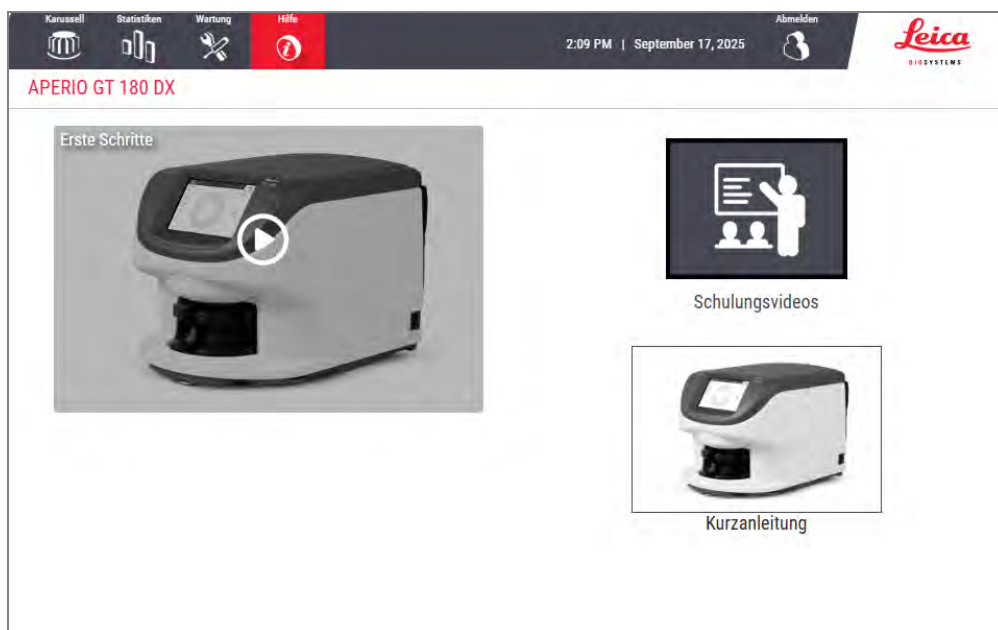 Karussell
Statistiken
Wartung
Hilfe
2:09 PM | September 17, 2025
Abmelden
Leica
BIOSYSTEMS
APERIO GT 180 DX
Erste Schritte
Schulungsvideos
Kurzanleitung